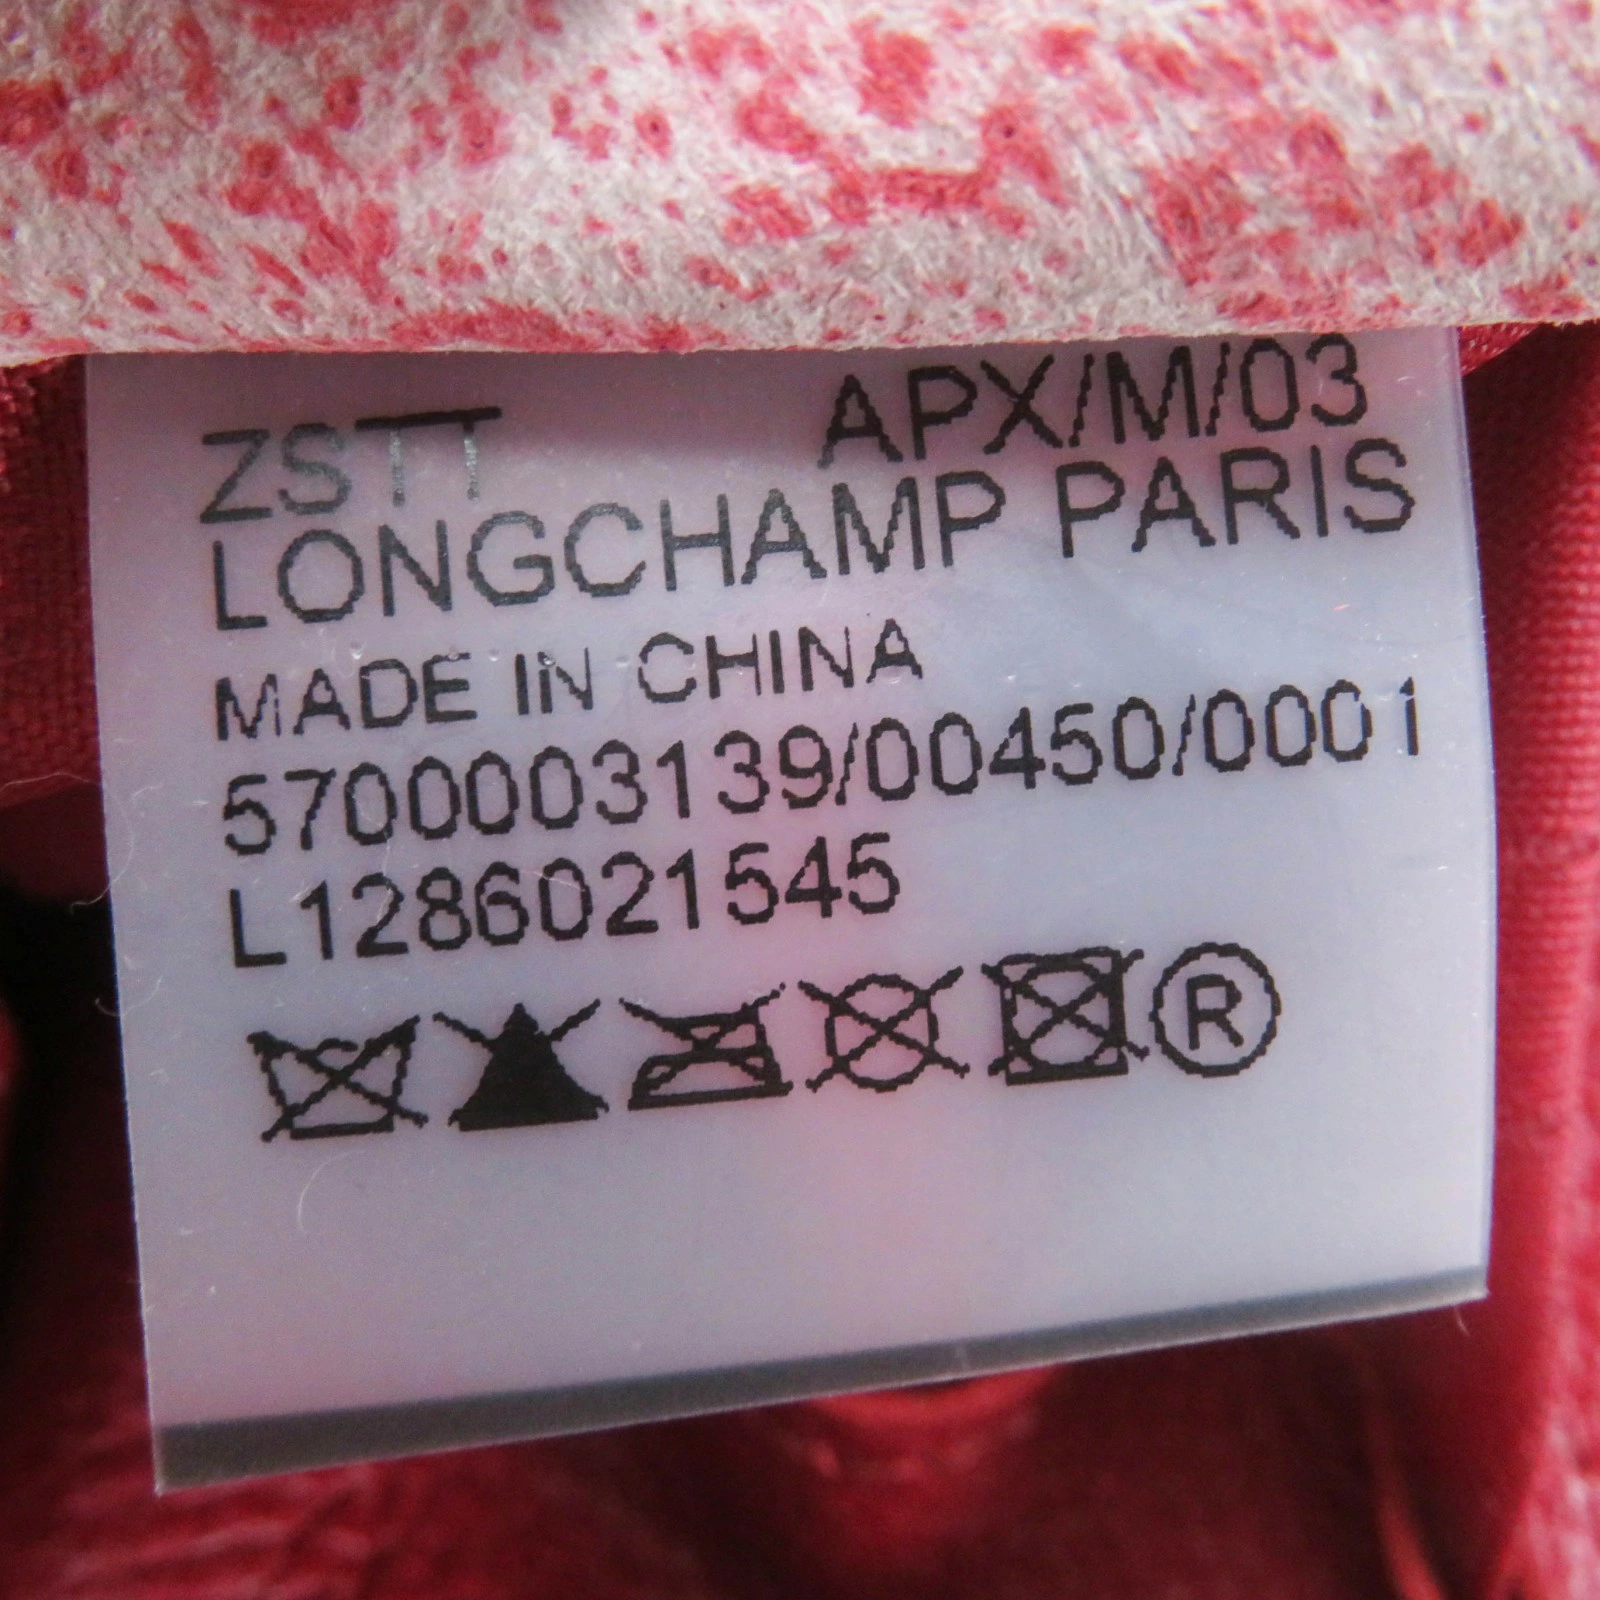 ZSTT APX/M/03
LONGCHAMP PARIS
MADE IN CHINA
5700003139/00450/0001
L1286021545
®